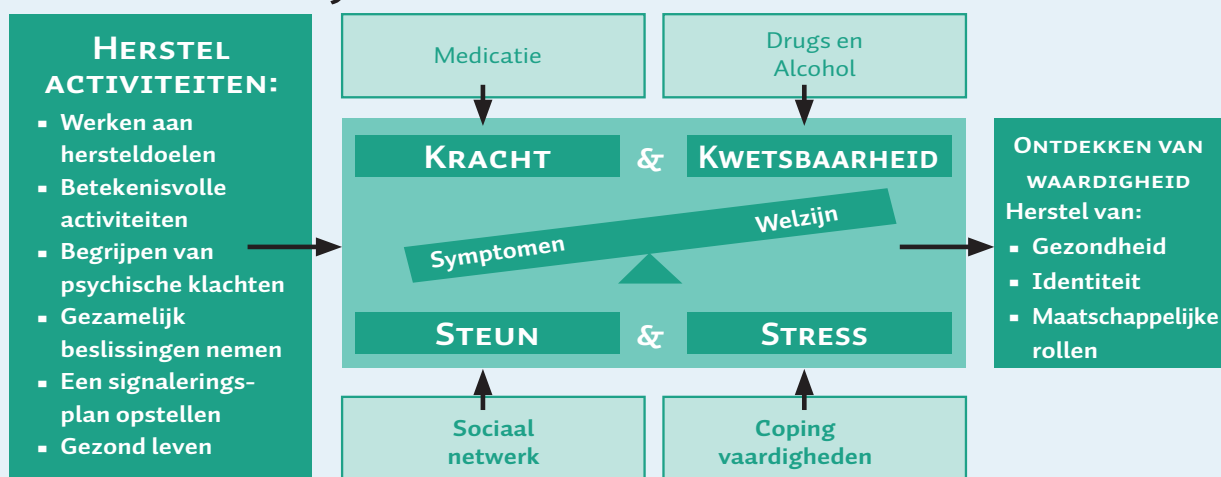 HERSTEL
ACTIVITEITEN:
▪ Werken aan
hersteldoelen
▪ Betekenisvolle
activiteiten
▪ Begrijpen van
psychische klachten
▪ Gezamelijk
beslissingen nemen
▪ Een signalerings-
plan opstellen
▪ Gezond leven
Medicatie
Drugs en
Alcohol
KRACHT & KWETSBAARHEID
Symptomen
Welzijn
STEUN & STRESS
Sociaal
netwerk
Coping
vaardigheden
ONTDEKKEN VAN
WAARDIGHEID
Herstel van:
▪ Gezondheid
▪ Identiteit
▪ Maatschappelijke
rollen